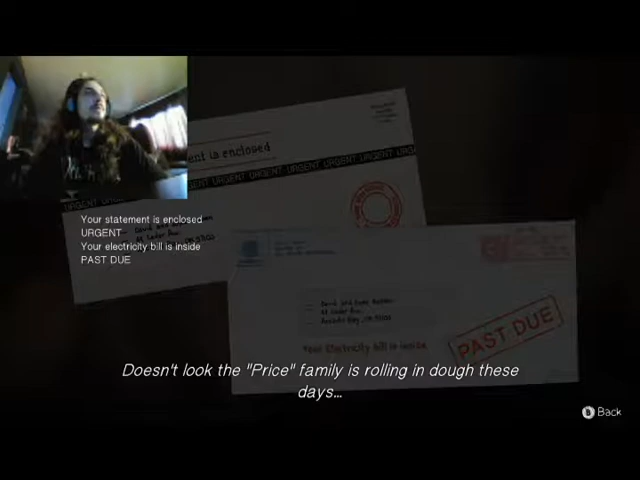 ent is enclosed
URGENT URGENT URGENT URGENT URGENT URGENT
Your statement is enclosed
URGENT
Your electricity bill is inside
PAST DUE
Your Electricity bill is inside
PAST DUE
Doesn't look the "Price" family is rolling in dough these
days...
Back